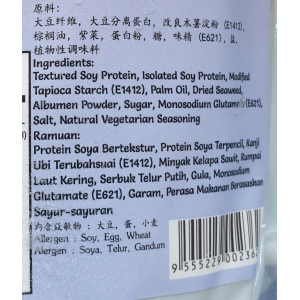 原料:
大豆纤维, 大豆分离蛋白, 改良木薯淀粉 (E1412),
棕榈油, 紫菜, 蛋白粉, 糖, 味精 (E621), 盐,
植物性调味料
Ingredients:
Textured Soy Protein, Isolated Soy Protein, Modified
Tapioca Starch (E1412), Palm Oil, Dried Seaweed,
Albumen Powder, Sugar, Monosodium Glutamate (E621),
Salt, Natural Vegetarian Seasoning
Ramuan:
Protein Soya Bertekstur, Protein Soya Terpencil, Kanji
Ubi Terubahsuai (E1412), Minyak Kelapa Sawit, Rumpai
Laut Kering, Serbuk Telur Putih, Gula, Monosodium
Glutamate (E621), Garam, Perasa Makanan Berasaskan
Sayur-sayuran
内含敏物: 大豆, 蛋, 小麦
Allergen : Soy, Egg, Wheat
Alergen : Soya, Telur, Gandum
9 555229 00236